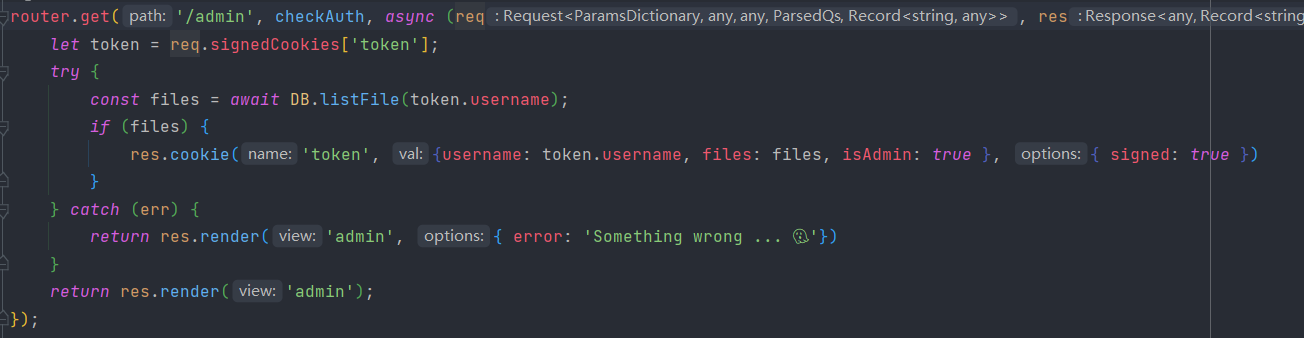 router.get( path: '/admin', checkAuth, async (req : Request<ParamsDictionary, any, any, ParsedQs, Record<string, any>> , res : Response<any, Record<string
let token = req.signedCookies['token'];
try {
const files = await DB.listFile(token.username);
if (files) {
res.cookie( name: 'token', val: {username: token.username, files: files, isAdmin: true }, options: { signed: true })
}
} catch (err) {
return res.render( view: 'admin', options: { error: 'Something wrong ... '})
}
return res.render( view: 'admin');
});